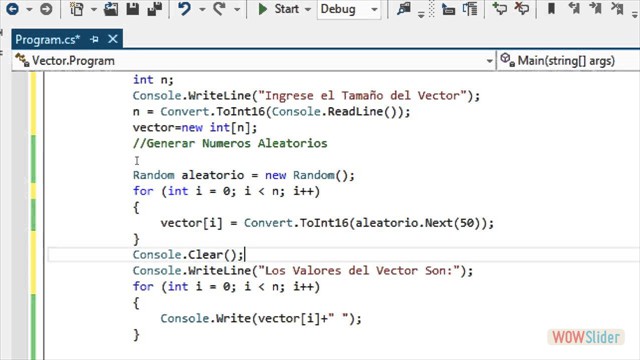 Start Debug
Program.cs*
Vector.Program Main(string[] args)
int n;
Console.WriteLine("Ingrese el Tamaño del Vector");
n = Convert.ToInt16(Console.ReadLine());
vector=new int[n];
//Generar Numeros Aleatorios
Random aleatorio = new Random();
for (int i = 0; i < n; i++)
{
vector[i] = Convert.ToInt16(aleatorio.Next(50));
}
Console.Clear();
Console.WriteLine("Los Valores del Vector Son:");
for (int i = 0; i < n; i++)
{
Console.Write(vector[i]+" ");
}
WOWSlider